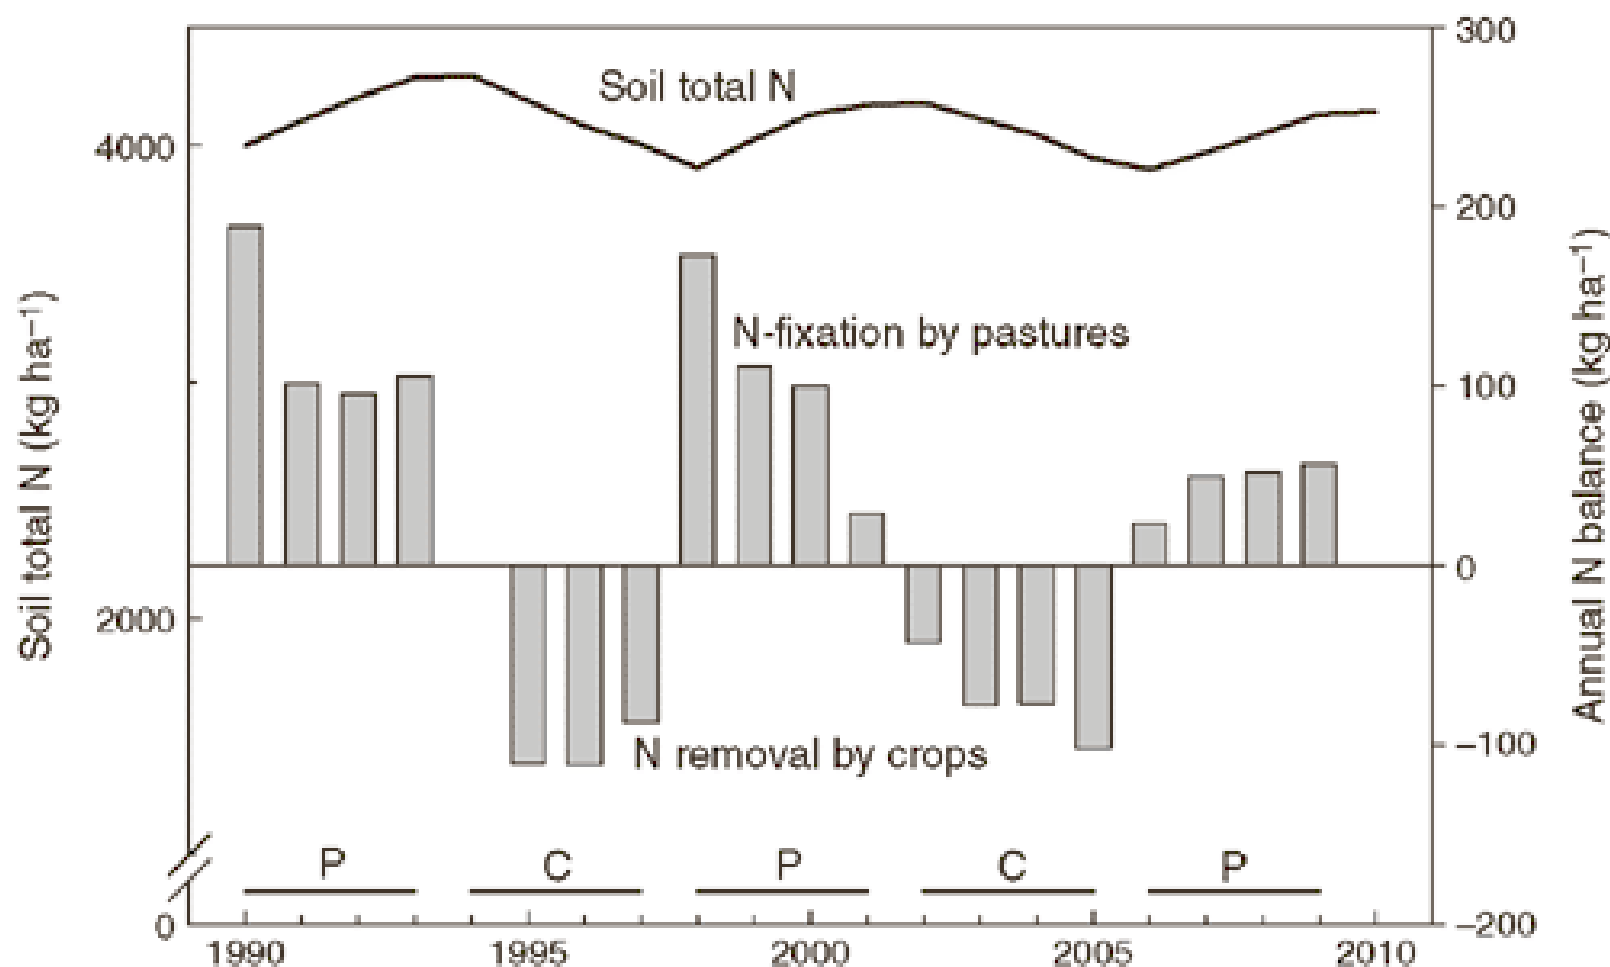 300
Soil total N
4000
200
N-fixation by pastures
100
Soil total N (kg ha⁻¹)
Annual N balance (kg ha⁻¹)
0
2000
N removal by crops
−100
P
C
P
C
P
0
−200
1990
1995
2000
2005
2010